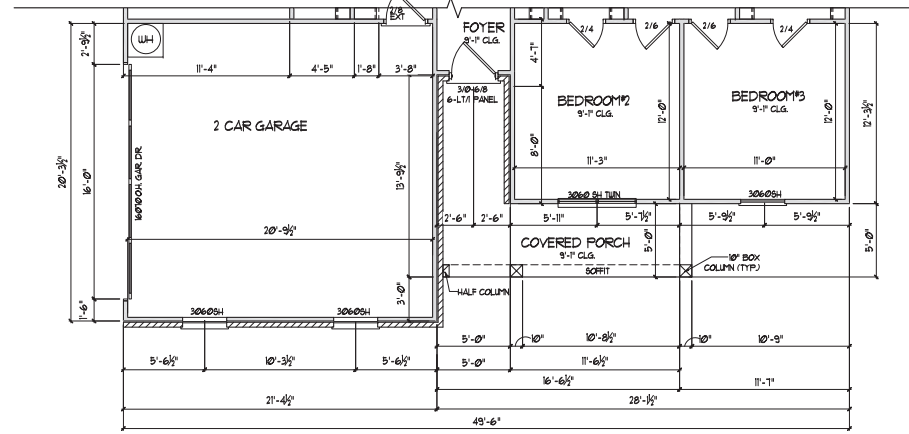 2/8
EXT
FOYER
9'-1" CLG.
2/4
2/6
2/6
2/4
WH
2'-9½"
11'-4"
4'-5"
1'-8"
3'-8"
4'-7"
3/0 6/8
6-LT/1 PANEL
BEDROOM#2
9'-1" CLG.
12'-0"
BEDROOM#3
9'-1" CLG.
12'-0"
12'-3½"
2 CAR GARAGE
8'-0"
20'-3½"
16'-0"
16070 O.H. GAR DR.
13'-9½"
11'-3"
11'-0"
3060 SH TWIN
3060SH
2'-6"
2'-6"
5'-11"
5'-7½"
5'-9½"
5'-9½"
20'-9½"
COVERED PORCH
9'-1" CLG.
5'-0"
5'-0"
10" BOX
COLUMN (TYP.)
SOFFIT
HALF COLUMN
3'-0"
1'-6"
3060SH
3060SH
5'-0"
10"
10'-8½"
10"
10'-9"
5'-6½"
10'-3½"
5'-6½"
5'-0"
11'-6½"
16'-6½"
11'-7"
21'-4½"
28'-1½"
49'-6"